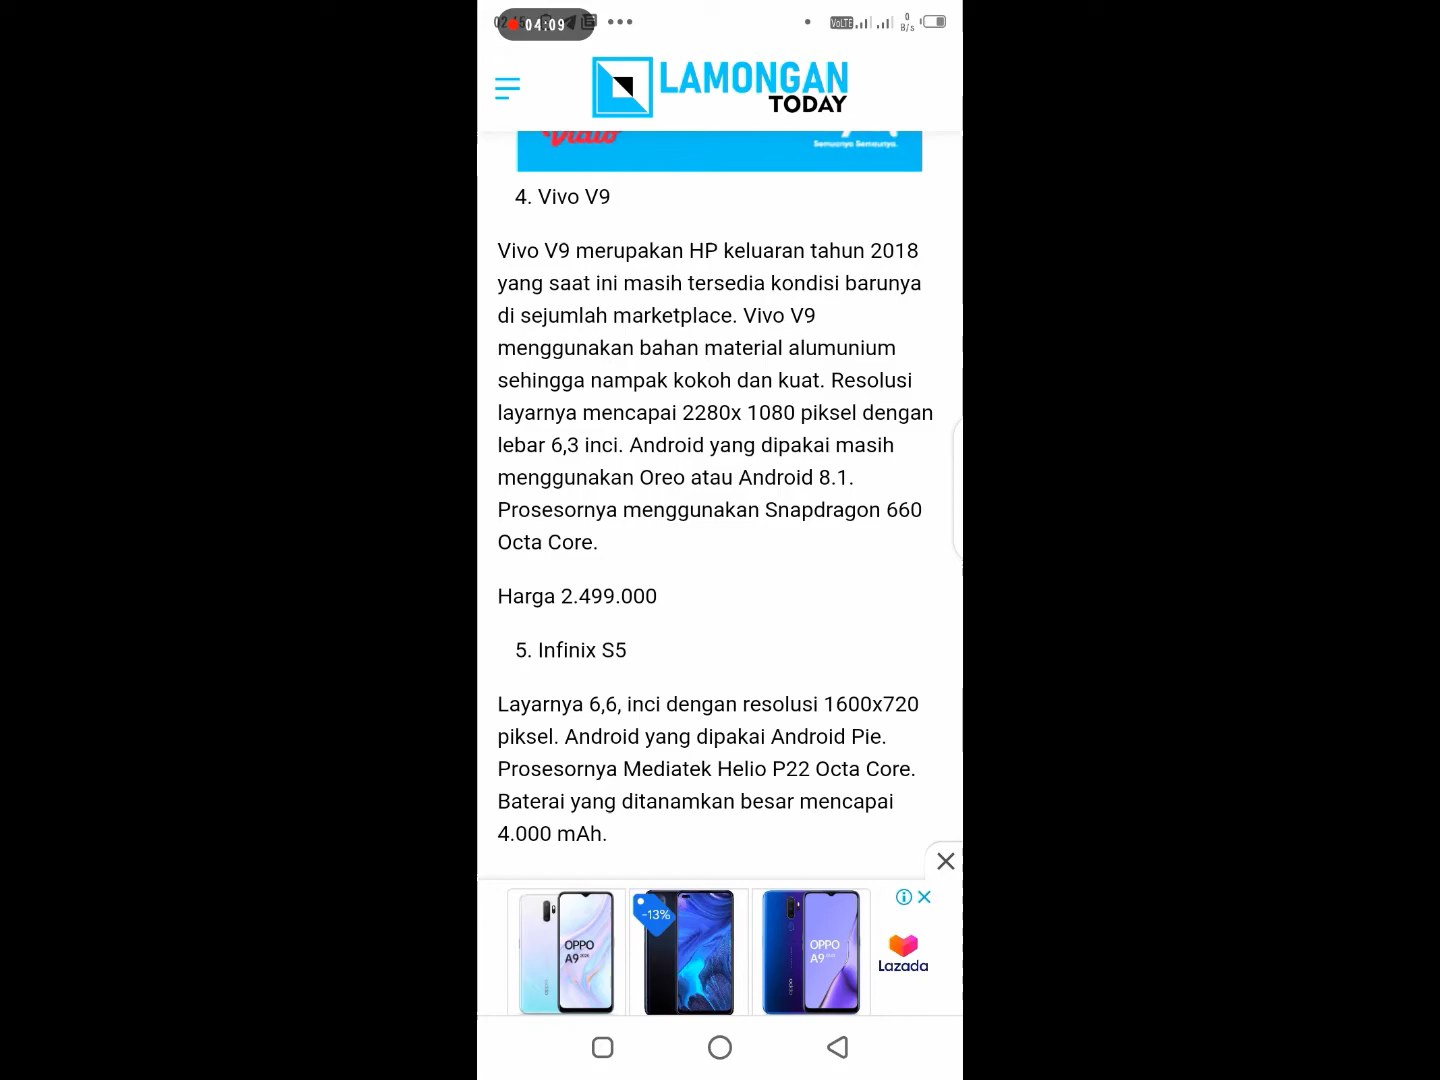 04:09
VoLTE
0
B/s
LAMONGAN
TODAY
Vidio
Semuanya Semaunya.
4. Vivo V9
Vivo V9 merupakan HP keluaran tahun 2018
yang saat ini masih tersedia kondisi barunya
di sejumlah marketplace. Vivo V9
menggunakan bahan material alumunium
sehingga nampak kokoh dan kuat. Resolusi
layarnya mencapai 2280x 1080 piksel dengan
lebar 6,3 inci. Android yang dipakai masih
menggunakan Oreo atau Android 8.1.
Prosesornya menggunakan Snapdragon 660
Octa Core.
Harga 2.499.000
5. Infinix S5
Layarnya 6,6, inci dengan resolusi 1600x720
piksel. Android yang dipakai Android Pie.
Prosesornya Mediatek Helio P22 Octa Core.
Baterai yang ditanamkan besar mencapai
4.000 mAh.
OPPO
A9
-13%
OPPO
A9
Lazada